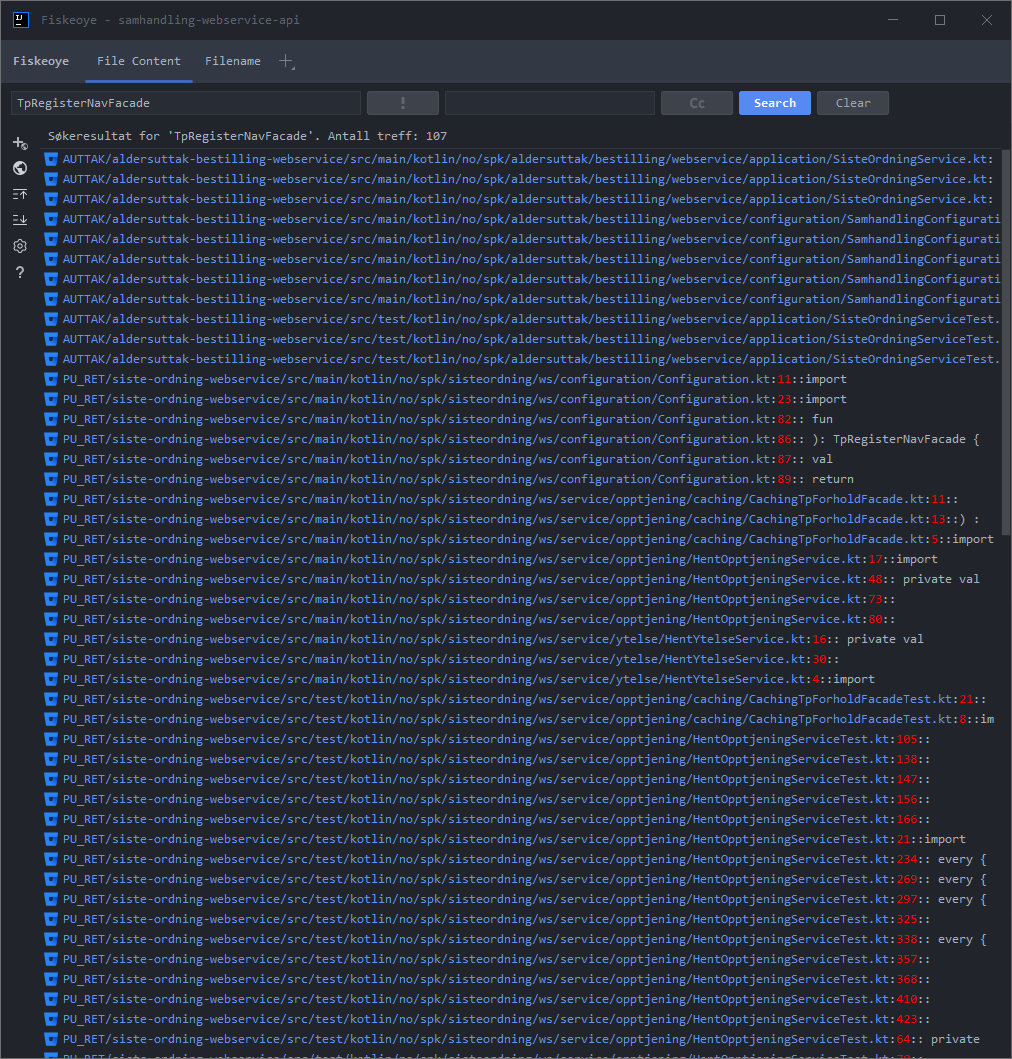 Fiskeoye - samhandling-webservice-api
Fiskeoye File Content Filename
TpRegisterNavFacade ! Cc Search Clear
Søkeresultat for 'TpRegisterNavFacade'. Antall treff: 107
AUTTAK/aldersuttak-bestilling-webservice/src/main/kotlin/no/spk/aldersuttak/bestilling/webservice/application/SisteOrdningService.kt:
AUTTAK/aldersuttak-bestilling-webservice/src/main/kotlin/no/spk/aldersuttak/bestilling/webservice/application/SisteOrdningService.kt:
AUTTAK/aldersuttak-bestilling-webservice/src/main/kotlin/no/spk/aldersuttak/bestilling/webservice/application/SisteOrdningService.kt:
AUTTAK/aldersuttak-bestilling-webservice/src/main/kotlin/no/spk/aldersuttak/bestilling/webservice/configuration/SamhandlingConfigurati
AUTTAK/aldersuttak-bestilling-webservice/src/main/kotlin/no/spk/aldersuttak/bestilling/webservice/configuration/SamhandlingConfigurati
AUTTAK/aldersuttak-bestilling-webservice/src/main/kotlin/no/spk/aldersuttak/bestilling/webservice/configuration/SamhandlingConfigurati
AUTTAK/aldersuttak-bestilling-webservice/src/main/kotlin/no/spk/aldersuttak/bestilling/webservice/configuration/SamhandlingConfigurati
AUTTAK/aldersuttak-bestilling-webservice/src/main/kotlin/no/spk/aldersuttak/bestilling/webservice/configuration/SamhandlingConfigurati
AUTTAK/aldersuttak-bestilling-webservice/src/test/kotlin/no/spk/aldersuttak/bestilling/webservice/application/SisteOrdningServiceTest.
AUTTAK/aldersuttak-bestilling-webservice/src/test/kotlin/no/spk/aldersuttak/bestilling/webservice/application/SisteOrdningServiceTest.
AUTTAK/aldersuttak-bestilling-webservice/src/test/kotlin/no/spk/aldersuttak/bestilling/webservice/application/SisteOrdningServiceTest.
PU_RET/siste-ordning-webservice/src/main/kotlin/no/spk/sisteordning/ws/configuration/Configuration.kt:11::import
PU_RET/siste-ordning-webservice/src/main/kotlin/no/spk/sisteordning/ws/configuration/Configuration.kt:23::import
PU_RET/siste-ordning-webservice/src/main/kotlin/no/spk/sisteordning/ws/configuration/Configuration.kt:82:: fun
PU_RET/siste-ordning-webservice/src/main/kotlin/no/spk/sisteordning/ws/configuration/Configuration.kt:86:: ): TpRegisterNavFacade {
PU_RET/siste-ordning-webservice/src/main/kotlin/no/spk/sisteordning/ws/configuration/Configuration.kt:87:: val
PU_RET/siste-ordning-webservice/src/main/kotlin/no/spk/sisteordning/ws/configuration/Configuration.kt:89:: return
PU_RET/siste-ordning-webservice/src/main/kotlin/no/spk/sisteordning/ws/service/opptjening/caching/CachingTpForholdFacade.kt:11::
PU_RET/siste-ordning-webservice/src/main/kotlin/no/spk/sisteordning/ws/service/opptjening/caching/CachingTpForholdFacade.kt:13::) :
PU_RET/siste-ordning-webservice/src/main/kotlin/no/spk/sisteordning/ws/service/opptjening/caching/CachingTpForholdFacade.kt:5::import
PU_RET/siste-ordning-webservice/src/main/kotlin/no/spk/sisteordning/ws/service/opptjening/HentOpptjeningService.kt:17::import
PU_RET/siste-ordning-webservice/src/main/kotlin/no/spk/sisteordning/ws/service/opptjening/HentOpptjeningService.kt:48:: private val
PU_RET/siste-ordning-webservice/src/main/kotlin/no/spk/sisteordning/ws/service/opptjening/HentOpptjeningService.kt:73::
PU_RET/siste-ordning-webservice/src/main/kotlin/no/spk/sisteordning/ws/service/opptjening/HentOpptjeningService.kt:80::
PU_RET/siste-ordning-webservice/src/main/kotlin/no/spk/sisteordning/ws/service/ytelse/HentYtelseService.kt:16:: private val
PU_RET/siste-ordning-webservice/src/main/kotlin/no/spk/sisteordning/ws/service/ytelse/HentYtelseService.kt:30::
PU_RET/siste-ordning-webservice/src/main/kotlin/no/spk/sisteordning/ws/service/ytelse/HentYtelseService.kt:4::import
PU_RET/siste-ordning-webservice/src/test/kotlin/no/spk/sisteordning/ws/service/opptjening/caching/CachingTpForholdFacadeTest.kt:21::
PU_RET/siste-ordning-webservice/src/test/kotlin/no/spk/sisteordning/ws/service/opptjening/caching/CachingTpForholdFacadeTest.kt:8::im
PU_RET/siste-ordning-webservice/src/test/kotlin/no/spk/sisteordning/ws/service/opptjening/HentOpptjeningServiceTest.kt:105::
PU_RET/siste-ordning-webservice/src/test/kotlin/no/spk/sisteordning/ws/service/opptjening/HentOpptjeningServiceTest.kt:138::
PU_RET/siste-ordning-webservice/src/test/kotlin/no/spk/sisteordning/ws/service/opptjening/HentOpptjeningServiceTest.kt:147::
PU_RET/siste-ordning-webservice/src/test/kotlin/no/spk/sisteordning/ws/service/opptjening/HentOpptjeningServiceTest.kt:156::
PU_RET/siste-ordning-webservice/src/test/kotlin/no/spk/sisteordning/ws/service/opptjening/HentOpptjeningServiceTest.kt:166::
PU_RET/siste-ordning-webservice/src/test/kotlin/no/spk/sisteordning/ws/service/opptjening/HentOpptjeningServiceTest.kt:21::import
PU_RET/siste-ordning-webservice/src/test/kotlin/no/spk/sisteordning/ws/service/opptjening/HentOpptjeningServiceTest.kt:234:: every {
PU_RET/siste-ordning-webservice/src/test/kotlin/no/spk/sisteordning/ws/service/opptjening/HentOpptjeningServiceTest.kt:269:: every {
PU_RET/siste-ordning-webservice/src/test/kotlin/no/spk/sisteordning/ws/service/opptjening/HentOpptjeningServiceTest.kt:297:: every {
PU_RET/siste-ordning-webservice/src/test/kotlin/no/spk/sisteordning/ws/service/opptjening/HentOpptjeningServiceTest.kt:325::
PU_RET/siste-ordning-webservice/src/test/kotlin/no/spk/sisteordning/ws/service/opptjening/HentOpptjeningServiceTest.kt:338:: every {
PU_RET/siste-ordning-webservice/src/test/kotlin/no/spk/sisteordning/ws/service/opptjening/HentOpptjeningServiceTest.kt:357::
PU_RET/siste-ordning-webservice/src/test/kotlin/no/spk/sisteordning/ws/service/opptjening/HentOpptjeningServiceTest.kt:368::
PU_RET/siste-ordning-webservice/src/test/kotlin/no/spk/sisteordning/ws/service/opptjening/HentOpptjeningServiceTest.kt:410::
PU_RET/siste-ordning-webservice/src/test/kotlin/no/spk/sisteordning/ws/service/opptjening/HentOpptjeningServiceTest.kt:423::
PU_RET/siste-ordning-webservice/src/test/kotlin/no/spk/sisteordning/ws/service/opptjening/HentOpptjeningServiceTest.kt:64:: private